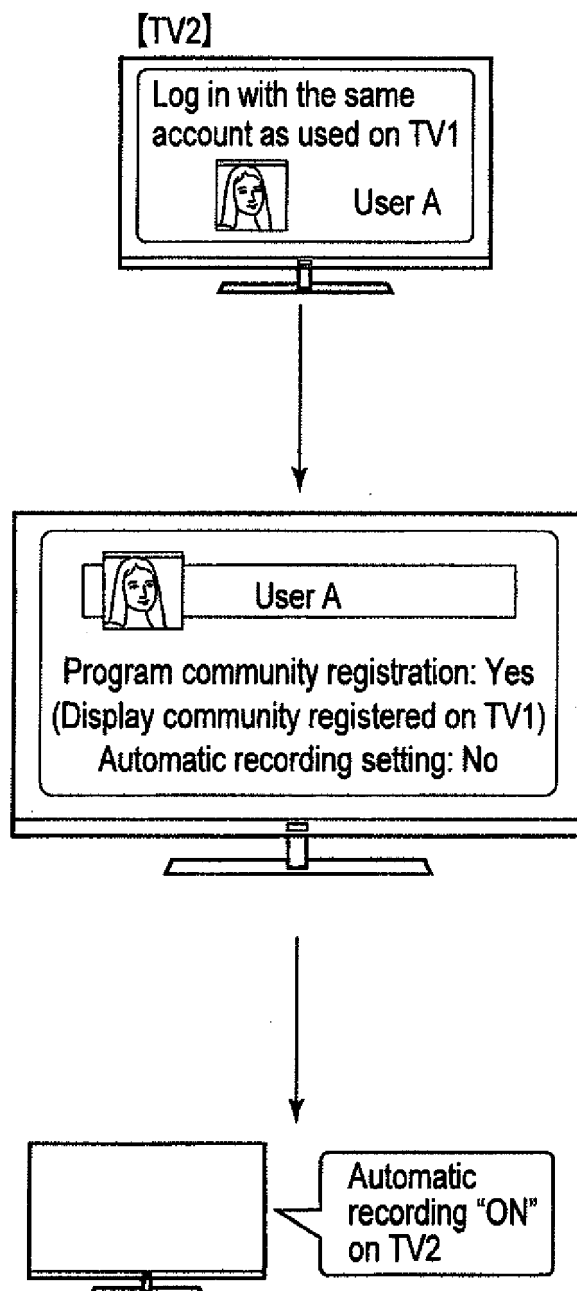 【TV2】
Log in with the same
account as used on TV1
User A
User A
Program community registration: Yes
(Display community registered on TV1)
Automatic recording setting: No
Automatic
recording “ON”
on TV2